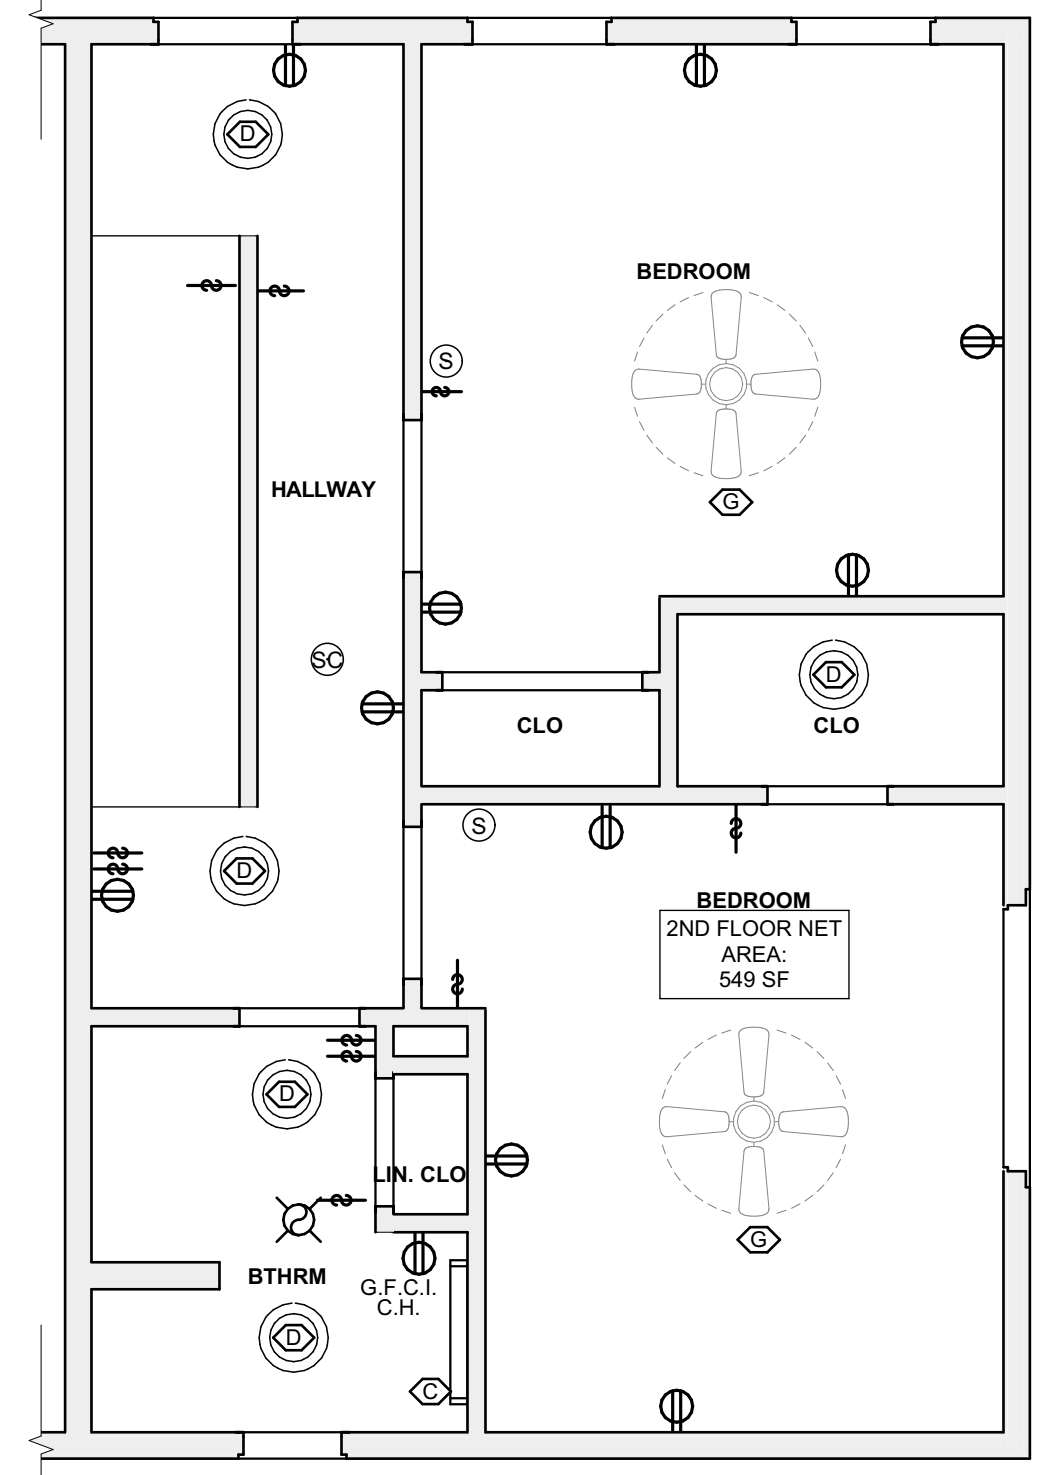 D
BEDROOM
S
HALLWAY
G
SC
D
CLO
CLO
S
D
BEDROOM
2ND FLOOR NET
AREA:
549 SF
D
LIN. CLO
G
BTHRM
G.F.C.I.
C.H.
D
C